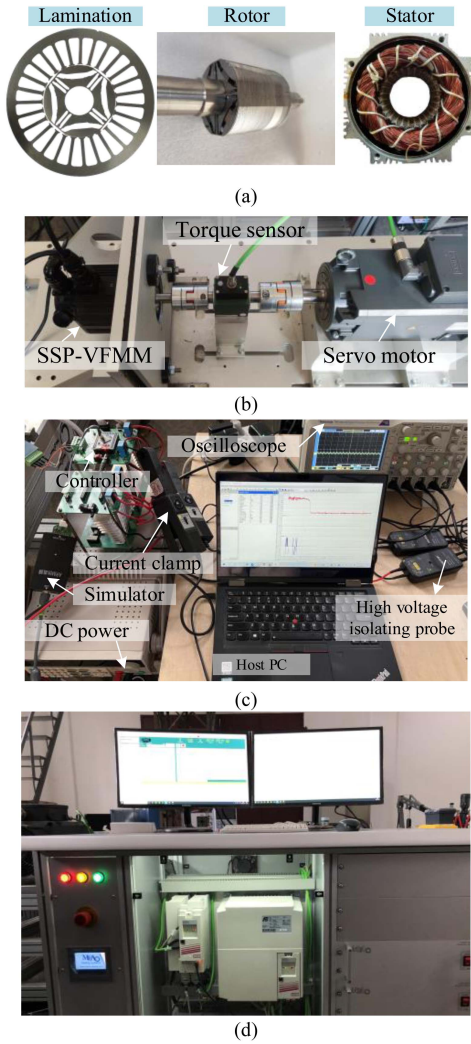 Lamination
Rotor
Stator
(a)
Torque sensor
SSP-VFMM
Servo motor
(b)
Oscilloscope
Controller
Current clamp
Simulator
DC power
High voltage
isolating probe
Host PC
(c)
(d)